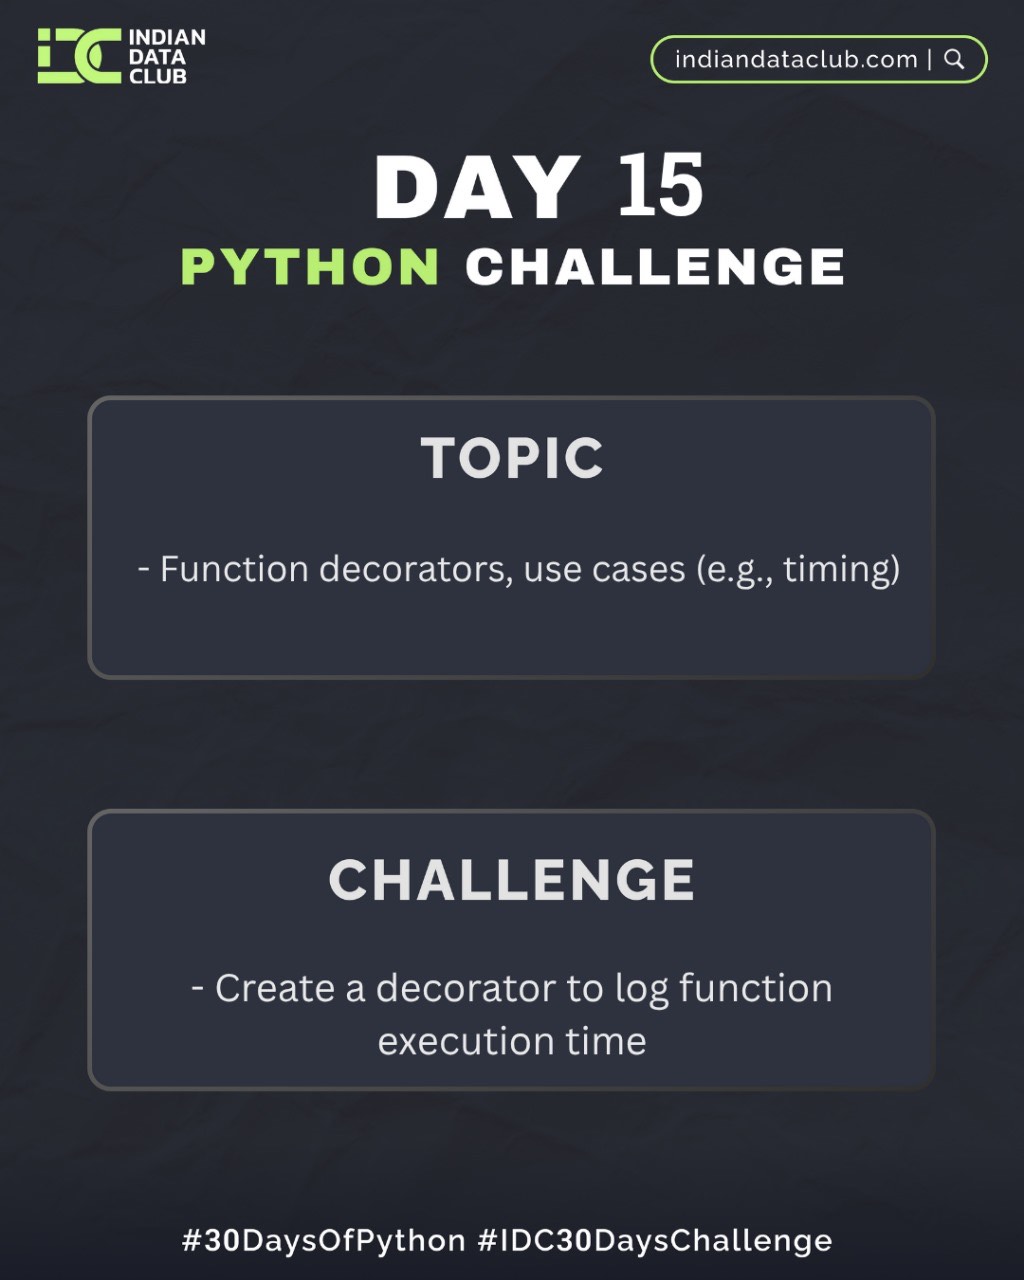 INDIAN
DATA
CLUB
indiandataclub.com |
DAY 15
PYTHON CHALLENGE
TOPIC
- Function decorators, use cases (e.g., timing)
CHALLENGE
- Create a decorator to log function
execution time
#30DaysOfPython #IDC30DaysChallenge